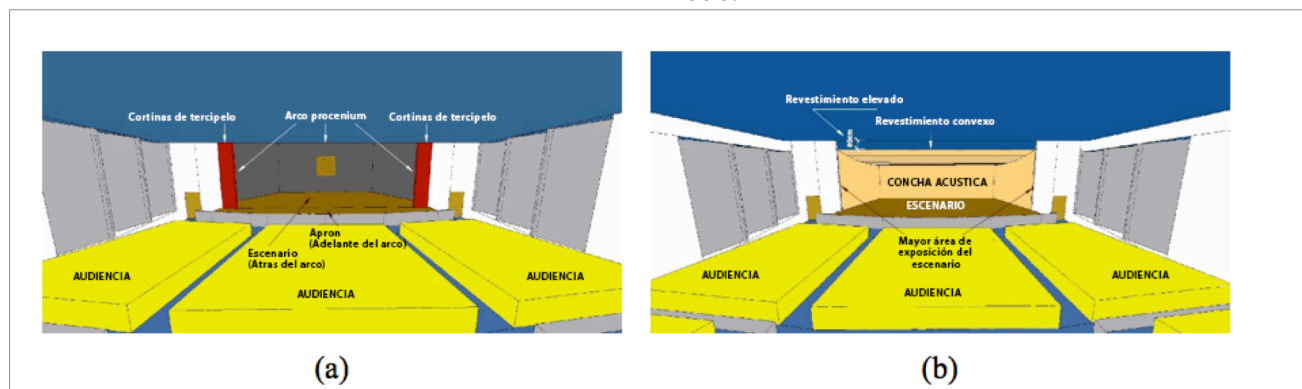 Cortinas de tercipelo
Arco procenium
Cortinas de tercipelo
Apron
(Adelante del arco)
Escenario
(Atras del arco)
AUDIENCIA
AUDIENCIA
AUDIENCIA
(a)
Revestimiento elevado
Revestimiento convexo
CONCHA ACUSTICA
ESCENARIO
Mayor área de
exposición del
escenario
AUDIENCIA
AUDIENCIA
AUDIENCIA
(b)